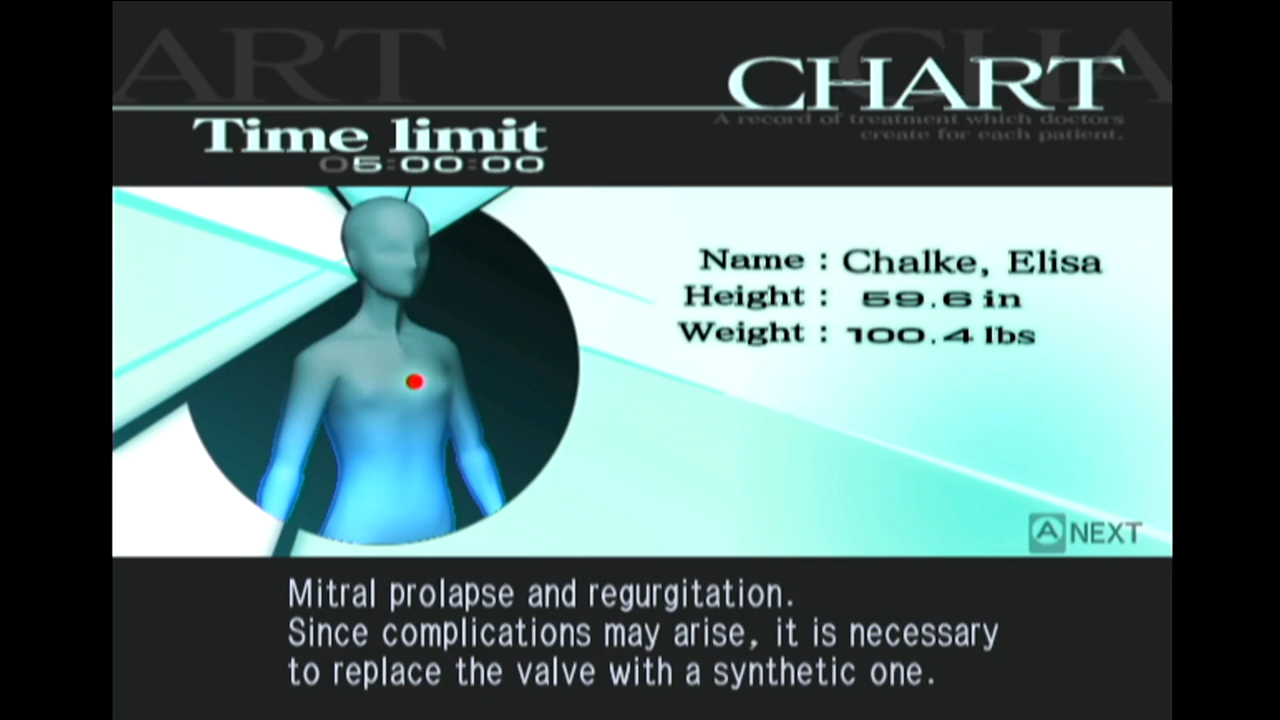 ART
CHA
CHART
A record of treatment which doctors
create for each patient.
Time limit
05:00:00
Name : Chalke, Elisa
Height : 59.6 in
Weight : 100.4 lbs
A NEXT
Mitral prolapse and regurgitation.
Since complications may arise, it is necessary
to replace the valve with a synthetic one.